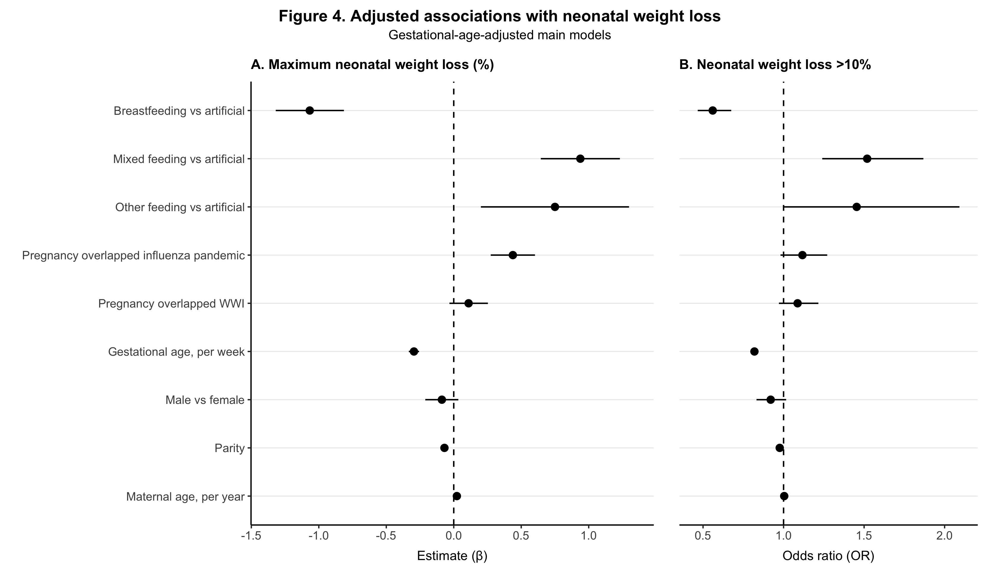 Figure 4. Adjusted associations with neonatal weight loss
Gestational-age-adjusted main models
A. Maximum neonatal weight loss (%)
B. Neonatal weight loss >10%
Breastfeeding vs artificial
Mixed feeding vs artificial
Other feeding vs artificial
Pregnancy overlapped influenza pandemic
Pregnancy overlapped WWI
Gestational age, per week
Male vs female
Parity
Maternal age, per year
-1.5 -1.0 -0.5 0.0 0.5 1.0
0.5 1.0 1.5 2.0
Estimate (β)
Odds ratio (OR)